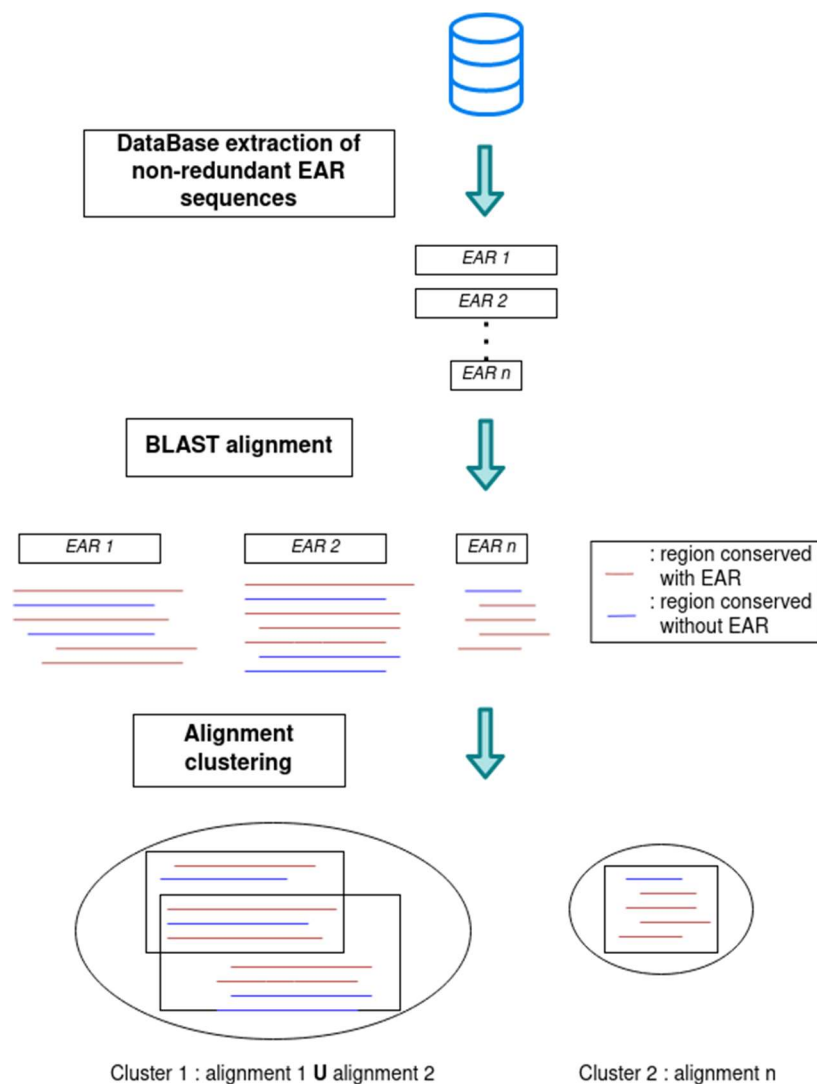 DataBase extraction of
non-redundant EAR
sequences
EAR 1
EAR 2
EAR n
BLAST alignment
EAR 1
EAR 2
EAR n
: region conserved
with EAR
: region conserved
without EAR
Alignment
clustering
Cluster 1 : alignment 1 U alignment 2
Cluster 2 : alignment n